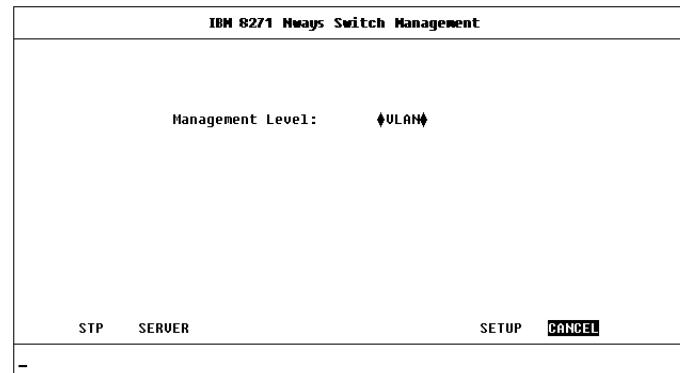 IBM 8271 Nways Switch Management
Management Level: ♦VLAN♦
STP SERVER SETUP CANCEL
_